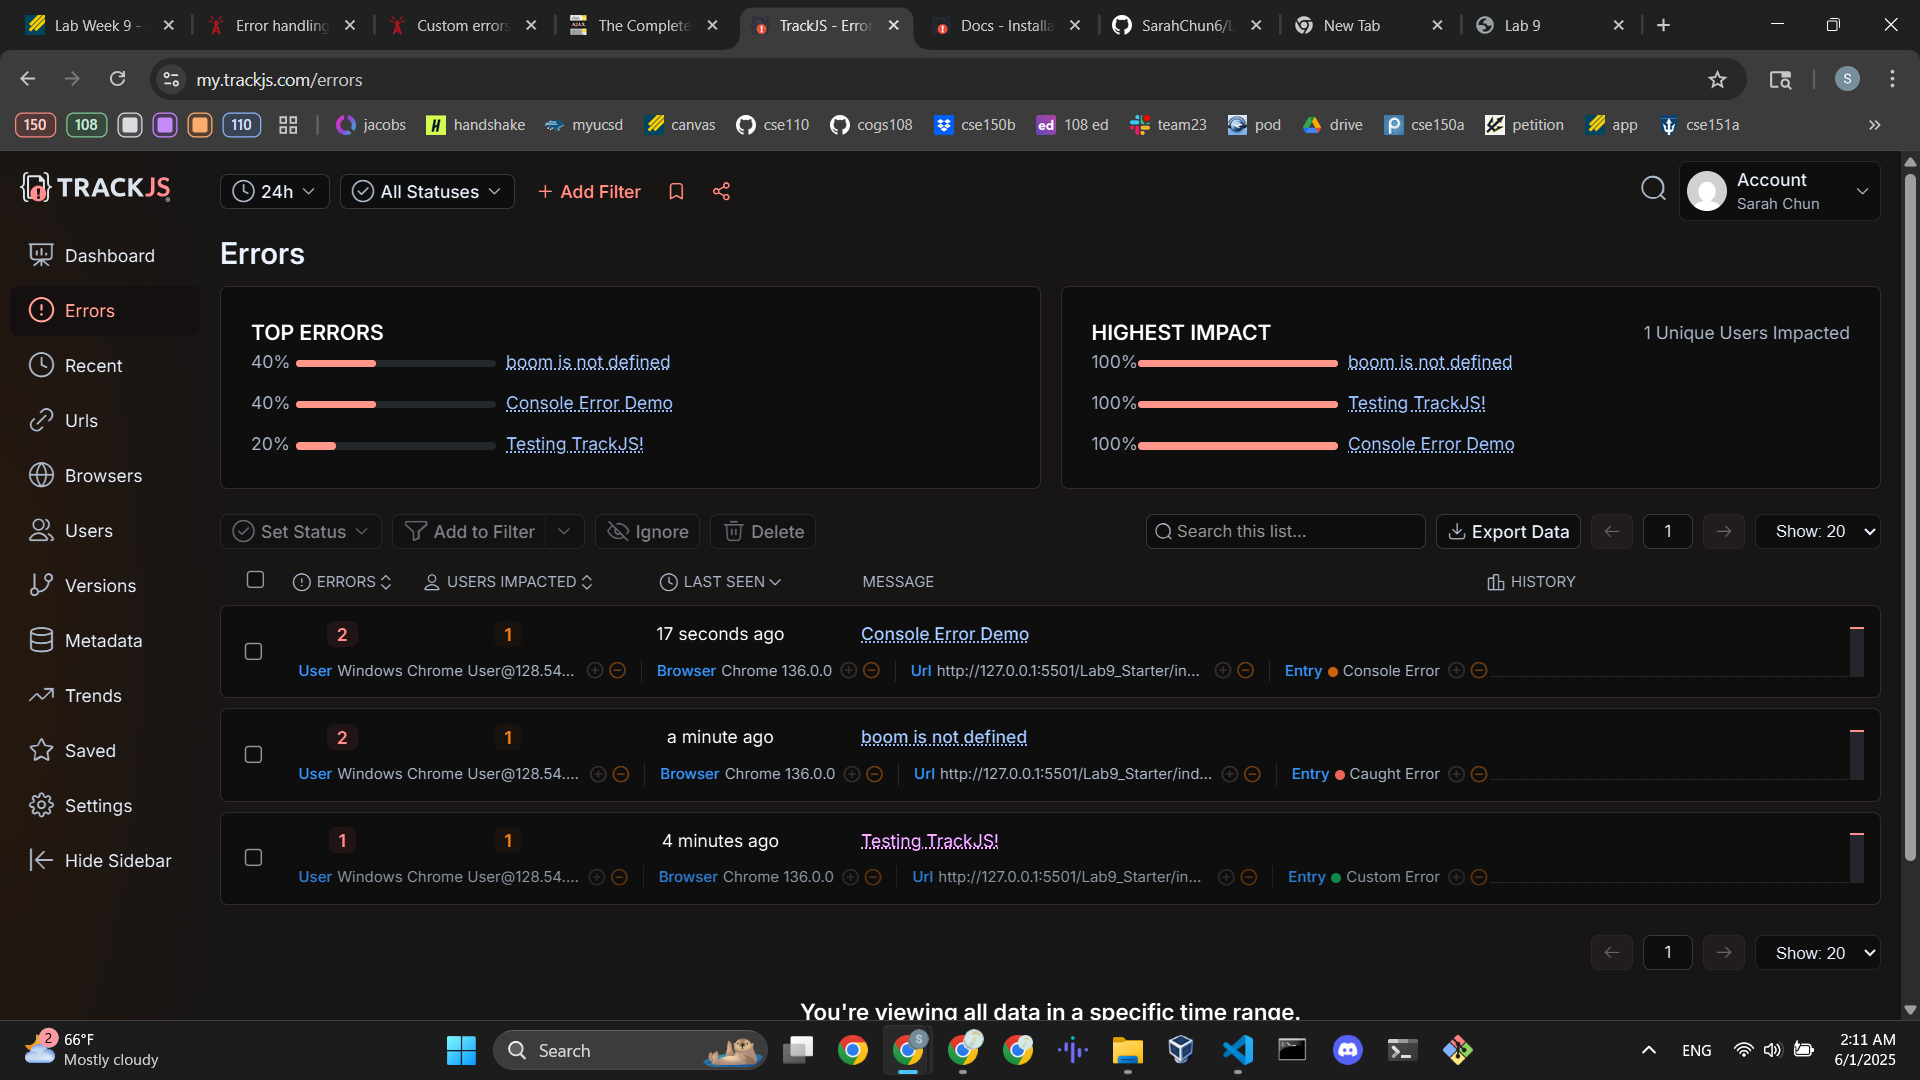 Lab Week 9 -
Error handling
Custom errors
The Complete
TrackJS - Erro
Docs - Installa
SarahChun6/L
New Tab
Lab 9
my.trackjs.com/errors
S
150 108 110 jacobs handshake myucsd canvas cse110 cogs108 cse150b ed 108 ed team23 pod drive cse150a petition app cse151a
TRACKJS
24h
All Statuses
+ Add Filter
Account
Sarah Chun
Dashboard
Errors
Recent
Urls
Browsers
Users
Versions
Metadata
Trends
Saved
Settings
Hide Sidebar
Errors
TOP ERRORS
40% boom is not defined
40% Console Error Demo
20% Testing TrackJS!
HIGHEST IMPACT
1 Unique Users Impacted
100% boom is not defined
100% Testing TrackJS!
100% Console Error Demo
Set Status Add to Filter Ignore Delete Search this list... Export Data 1 Show: 20
ERRORS USERS IMPACTED LAST SEEN MESSAGE HISTORY
2 1 17 seconds ago Console Error Demo
User Windows Chrome User@128.54.... Browser Chrome 136.0.0 Url http://127.0.0.1:5501/Lab9_Starter/in... Entry Console Error
2 1 a minute ago boom is not defined
User Windows Chrome User@128.54.... Browser Chrome 136.0.0 Url http://127.0.0.1:5501/Lab9_Starter/ind... Entry Caught Error
1 1 4 minutes ago Testing TrackJS!
User Windows Chrome User@128.54.... Browser Chrome 136.0.0 Url http://127.0.0.1:5501/Lab9_Starter/in... Entry Custom Error
1 Show: 20
You're viewing all data in a specific time range.
2
66°F
Mostly cloudy
Search
S
ENG
2:11 AM
6/1/2025